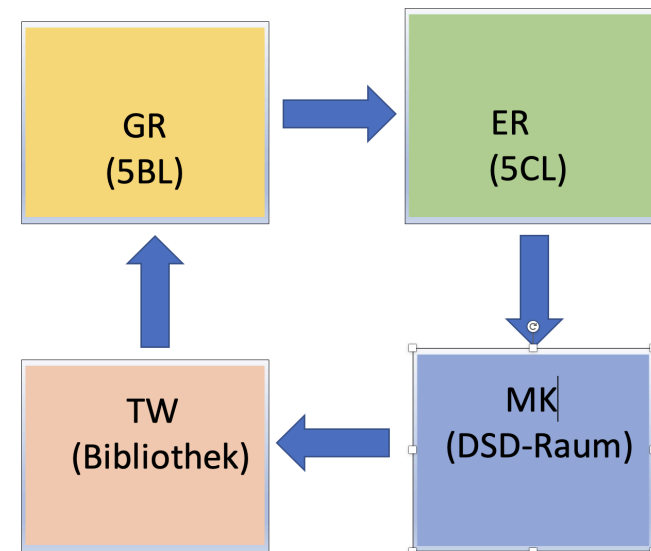 GR
(5BL)
ER
(5CL)
TW
(Bibliothek)
MK
(DSD-Raum)